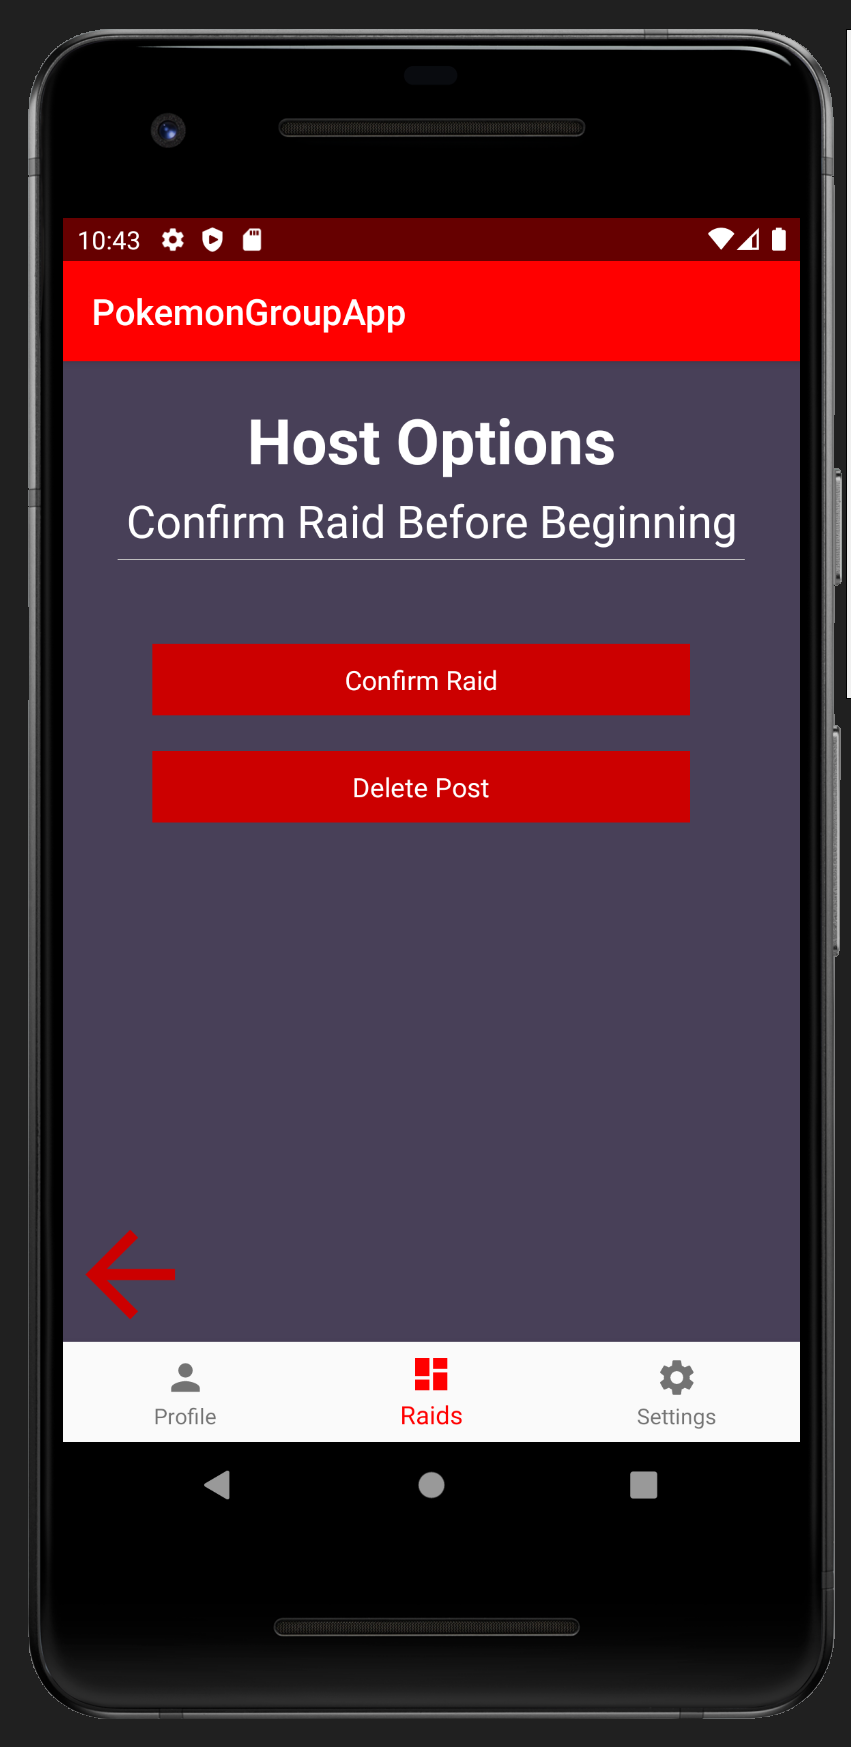 10:43
PokemonGroupApp
Host Options
Confirm Raid Before Beginning
Confirm Raid
Delete Post
Profile
Raids
Settings